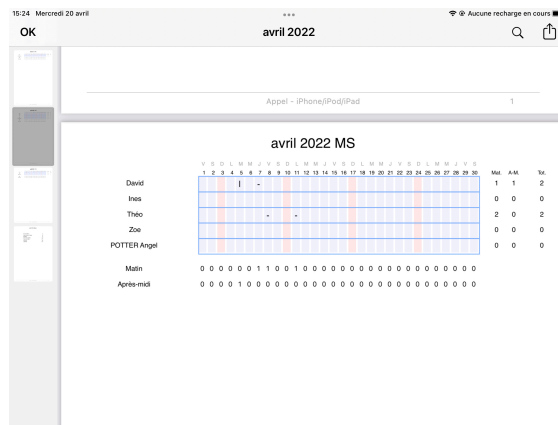 15:24 Mercredi 20 avril
Aucune recharge en cours
OK
avril 2022
Appel - iPhone/iPod/iPad 1
avril 2022 MS
V S D L M M J V S D L M M J V S D L M M J V S D L M M J V S
1 2 3 4 5 6 7 8 9 10 11 12 13 14 15 16 17 18 19 20 21 22 23 24 25 26 27 28 29 30 Mat. A-M. Tot.
David | - 1 1 2
Ines 0 0 0
Théo - - 2 0 2
Zoe 0 0 0
POTTER Angel 0 0 0
Matin 0 0 0 0 0 0 1 1 0 0 1 0 0 0 0 0 0 0 0 0 0 0 0 0 0 0 0 0 0 0
Après-midi 0 0 0 0 1 0 0 0 0 0 0 0 0 0 0 0 0 0 0 0 0 0 0 0 0 0 0 0 0 0